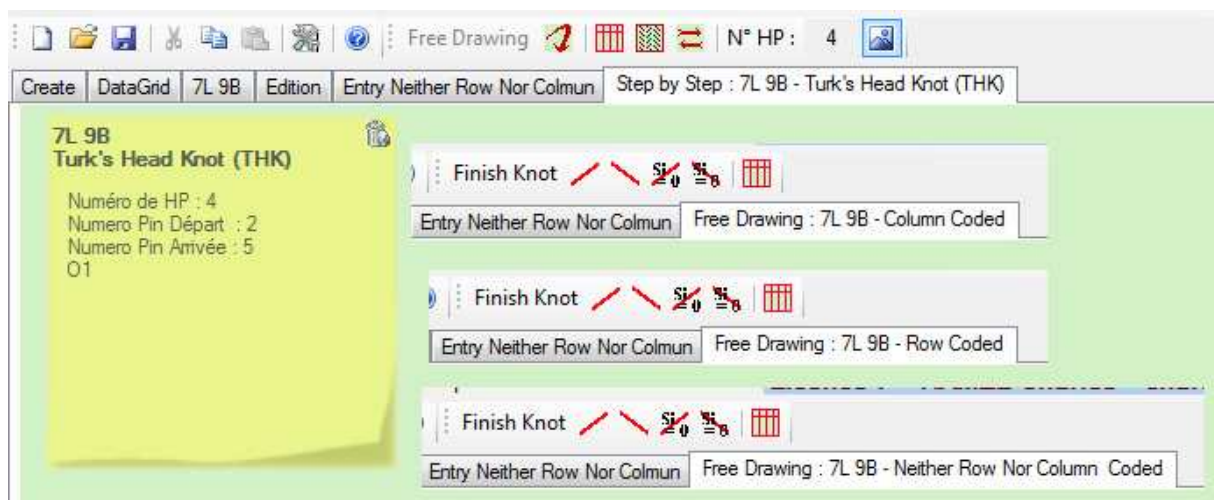 Free Drawing N° HP : 4
Create DataGrid 7L 9B Edition Entry Neither Row Nor Colmun Step by Step : 7L 9B - Turk's Head Knot (THK)
7L 9B
Turk's Head Knot (THK)
Numéro de HP : 4
Numero Pin Départ : 2
Numero Pin Arrivée : 5
O1
Finish Knot
Entry Neither Row Nor Colmun Free Drawing : 7L 9B - Column Coded
Finish Knot
Entry Neither Row Nor Colmun Free Drawing : 7L 9B - Row Coded
Finish Knot
Entry Neither Row Nor Colmun Free Drawing : 7L 9B - Neither Row Nor Column Coded